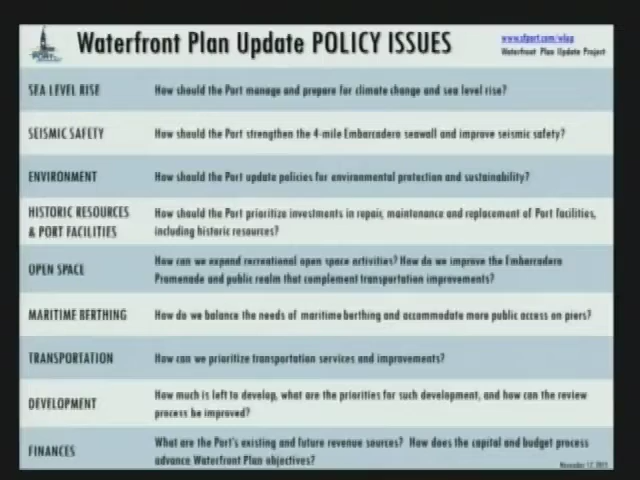 PORT
Waterfront Plan Update POLICY ISSUES
www.sfport.com/wlup
Waterfront Plan Update Project
SEA LEVEL RISE
How should the Port manage and prepare for climate change and sea level rise?
SEISMIC SAFETY
How should the Port strengthen the 4-mile Embarcadero seawall and improve seismic safety?
ENVIRONMENT
How should the Port update policies for environmental protection and sustainability?
HISTORIC RESOURCES
& PORT FACILITIES
How should the Port prioritize investments in repair, maintenance and replacement of Port facilities,
including historic resources?
OPEN SPACE
How can we expand recreational open space activities? How do we improve the Embarcadero
Promenade and public realm that complement transportation improvements?
MARITIME BERTHING
How do we balance the needs of maritime berthing and accommodate more public access on piers?
TRANSPORTATION
How can we prioritize transportation services and improvements?
DEVELOPMENT
How much is left to develop, what are the priorities for such development, and how can the review
process be improved?
FINANCES
What are the Port's existing and future revenue sources? How does the capital and budget process
advance Waterfront Plan objectives?
November 17, 2015